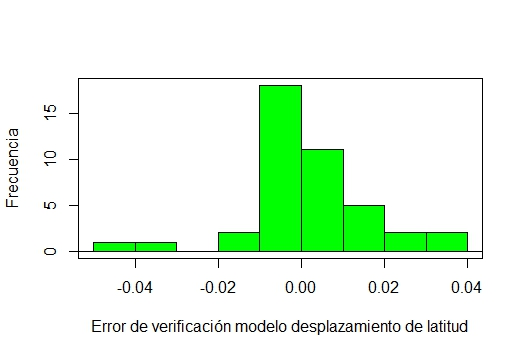 Frecuencia
15
10
5
0
-0.04 -0.02 0.00 0.02 0.04
Error de verificación modelo desplazamiento de latitud